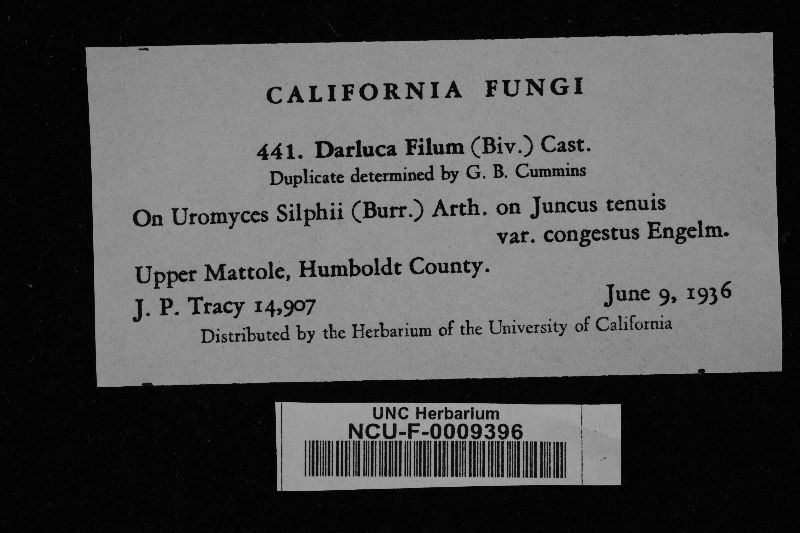 CALIFORNIA FUNGI
441. Darluca Filum (Biv.) Cast.
Duplicate determined by G. B. Cummins
On Uromyces Silphii (Burr.) Arth. on Juncus tenuis
var. congestus Engelm.
Upper Mattole, Humboldt County.
J. P. Tracy 14,907 June 9, 1936
Distributed by the Herbarium of the University of California
UNC Herbarium
NCU-F-0009396